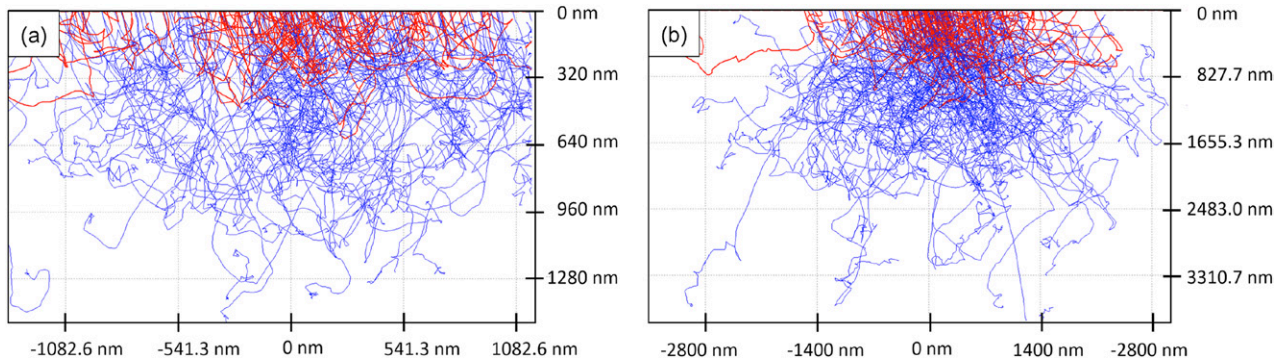 (a)
0 nm
320 nm
640 nm
960 nm
1280 nm
-1082.6 nm
-541.3 nm
0 nm
541.3 nm
1082.6 nm
(b)
0 nm
827.7 nm
1655.3 nm
2483.0 nm
3310.7 nm
-2800 nm
-1400 nm
0 nm
1400 nm
-2800 nm